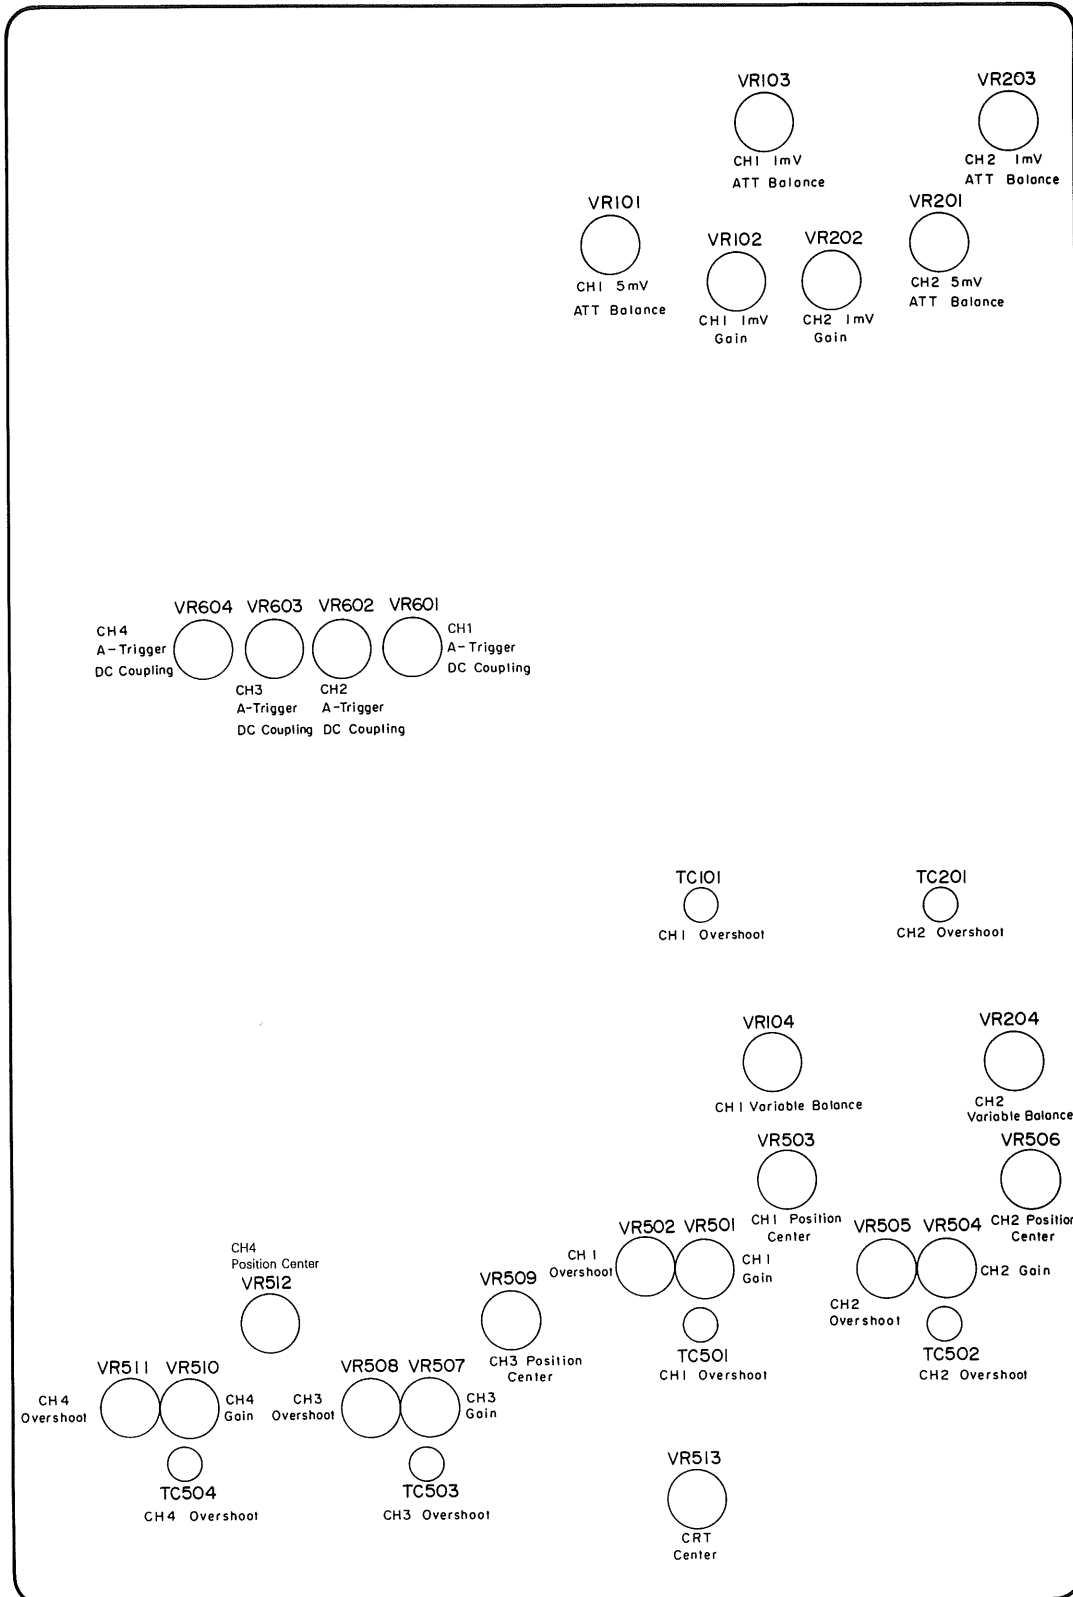 VR103
CH1 1mV
ATT Balance
VR203
CH2 1mV
ATT Balance
VR101
CH1 5mV
ATT Balance
VR102
CH1 1mV
Gain
VR202
CH2 1mV
Gain
VR201
CH2 5mV
ATT Balance
VR604
CH4
A-Trigger
DC Coupling
VR603
CH3
A-Trigger
DC Coupling
VR602
CH2
A-Trigger
DC Coupling
VR601
CH1
A-Trigger
DC Coupling
TC101
CH1 Overshoot
TC201
CH2 Overshoot
VR104
CH1 Variable Balance
VR204
CH2
Variable Balance
VR503
CH1 Position
Center
VR506
CH2 Position
Center
VR502
CH1
Overshoot
VR501
CH1
Gain
VR505
CH2
Overshoot
VR504
CH2 Gain
TC501
CH1 Overshoot
TC502
CH2 Overshoot
CH4
Position Center
VR512
VR509
CH3 Position
Center
VR511
CH4
Overshoot
VR510
CH4
Gain
VR508
CH3
Overshoot
VR507
CH3
Gain
TC504
CH4 Overshoot
TC503
CH3 Overshoot
VR513
CRT
Center